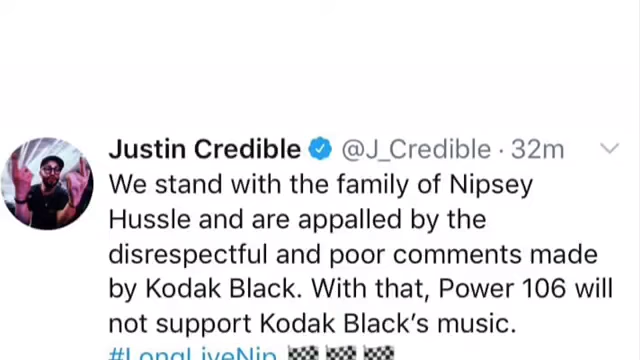 Justin Credible @J_Credible · 32m
We stand with the family of Nipsey
Hussle and are appalled by the
disrespectful and poor comments made
by Kodak Black. With that, Power 106 will
not support Kodak Black's music.
#LongLiveNip 🏁🏁🏁